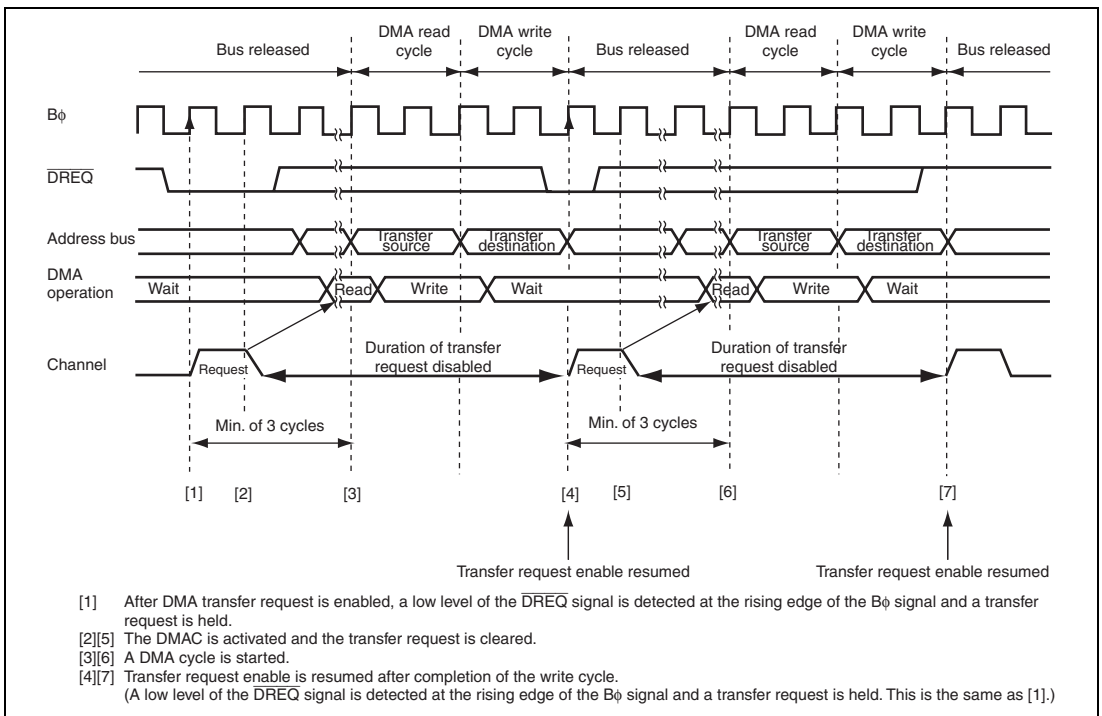 Bus released DMA read cycle DMA write cycle Bus released DMA read cycle DMA write cycle Bus released
Bφ
DREQ
Address bus Transfer source Transfer destination Transfer source Transfer destination
DMA operation Wait Read Write Wait Read Write Wait
Channel Request Duration of transfer request disabled Request Duration of transfer request disabled
Min. of 3 cycles Min. of 3 cycles
[1] [2] [3] [4] [5] [6] [7]
Transfer request enable resumed Transfer request enable resumed
[1] After DMA transfer request is enabled, a low level of the DREQ signal is detected at the rising edge of the Bφ signal and a transfer
request is held.
[2][5] The DMAC is activated and the transfer request is cleared.
[3][6] A DMA cycle is started.
[4][7] Transfer request enable is resumed after completion of the write cycle.
(A low level of the DREQ signal is detected at the rising edge of the Bφ signal and a transfer request is held. This is the same as [1].)